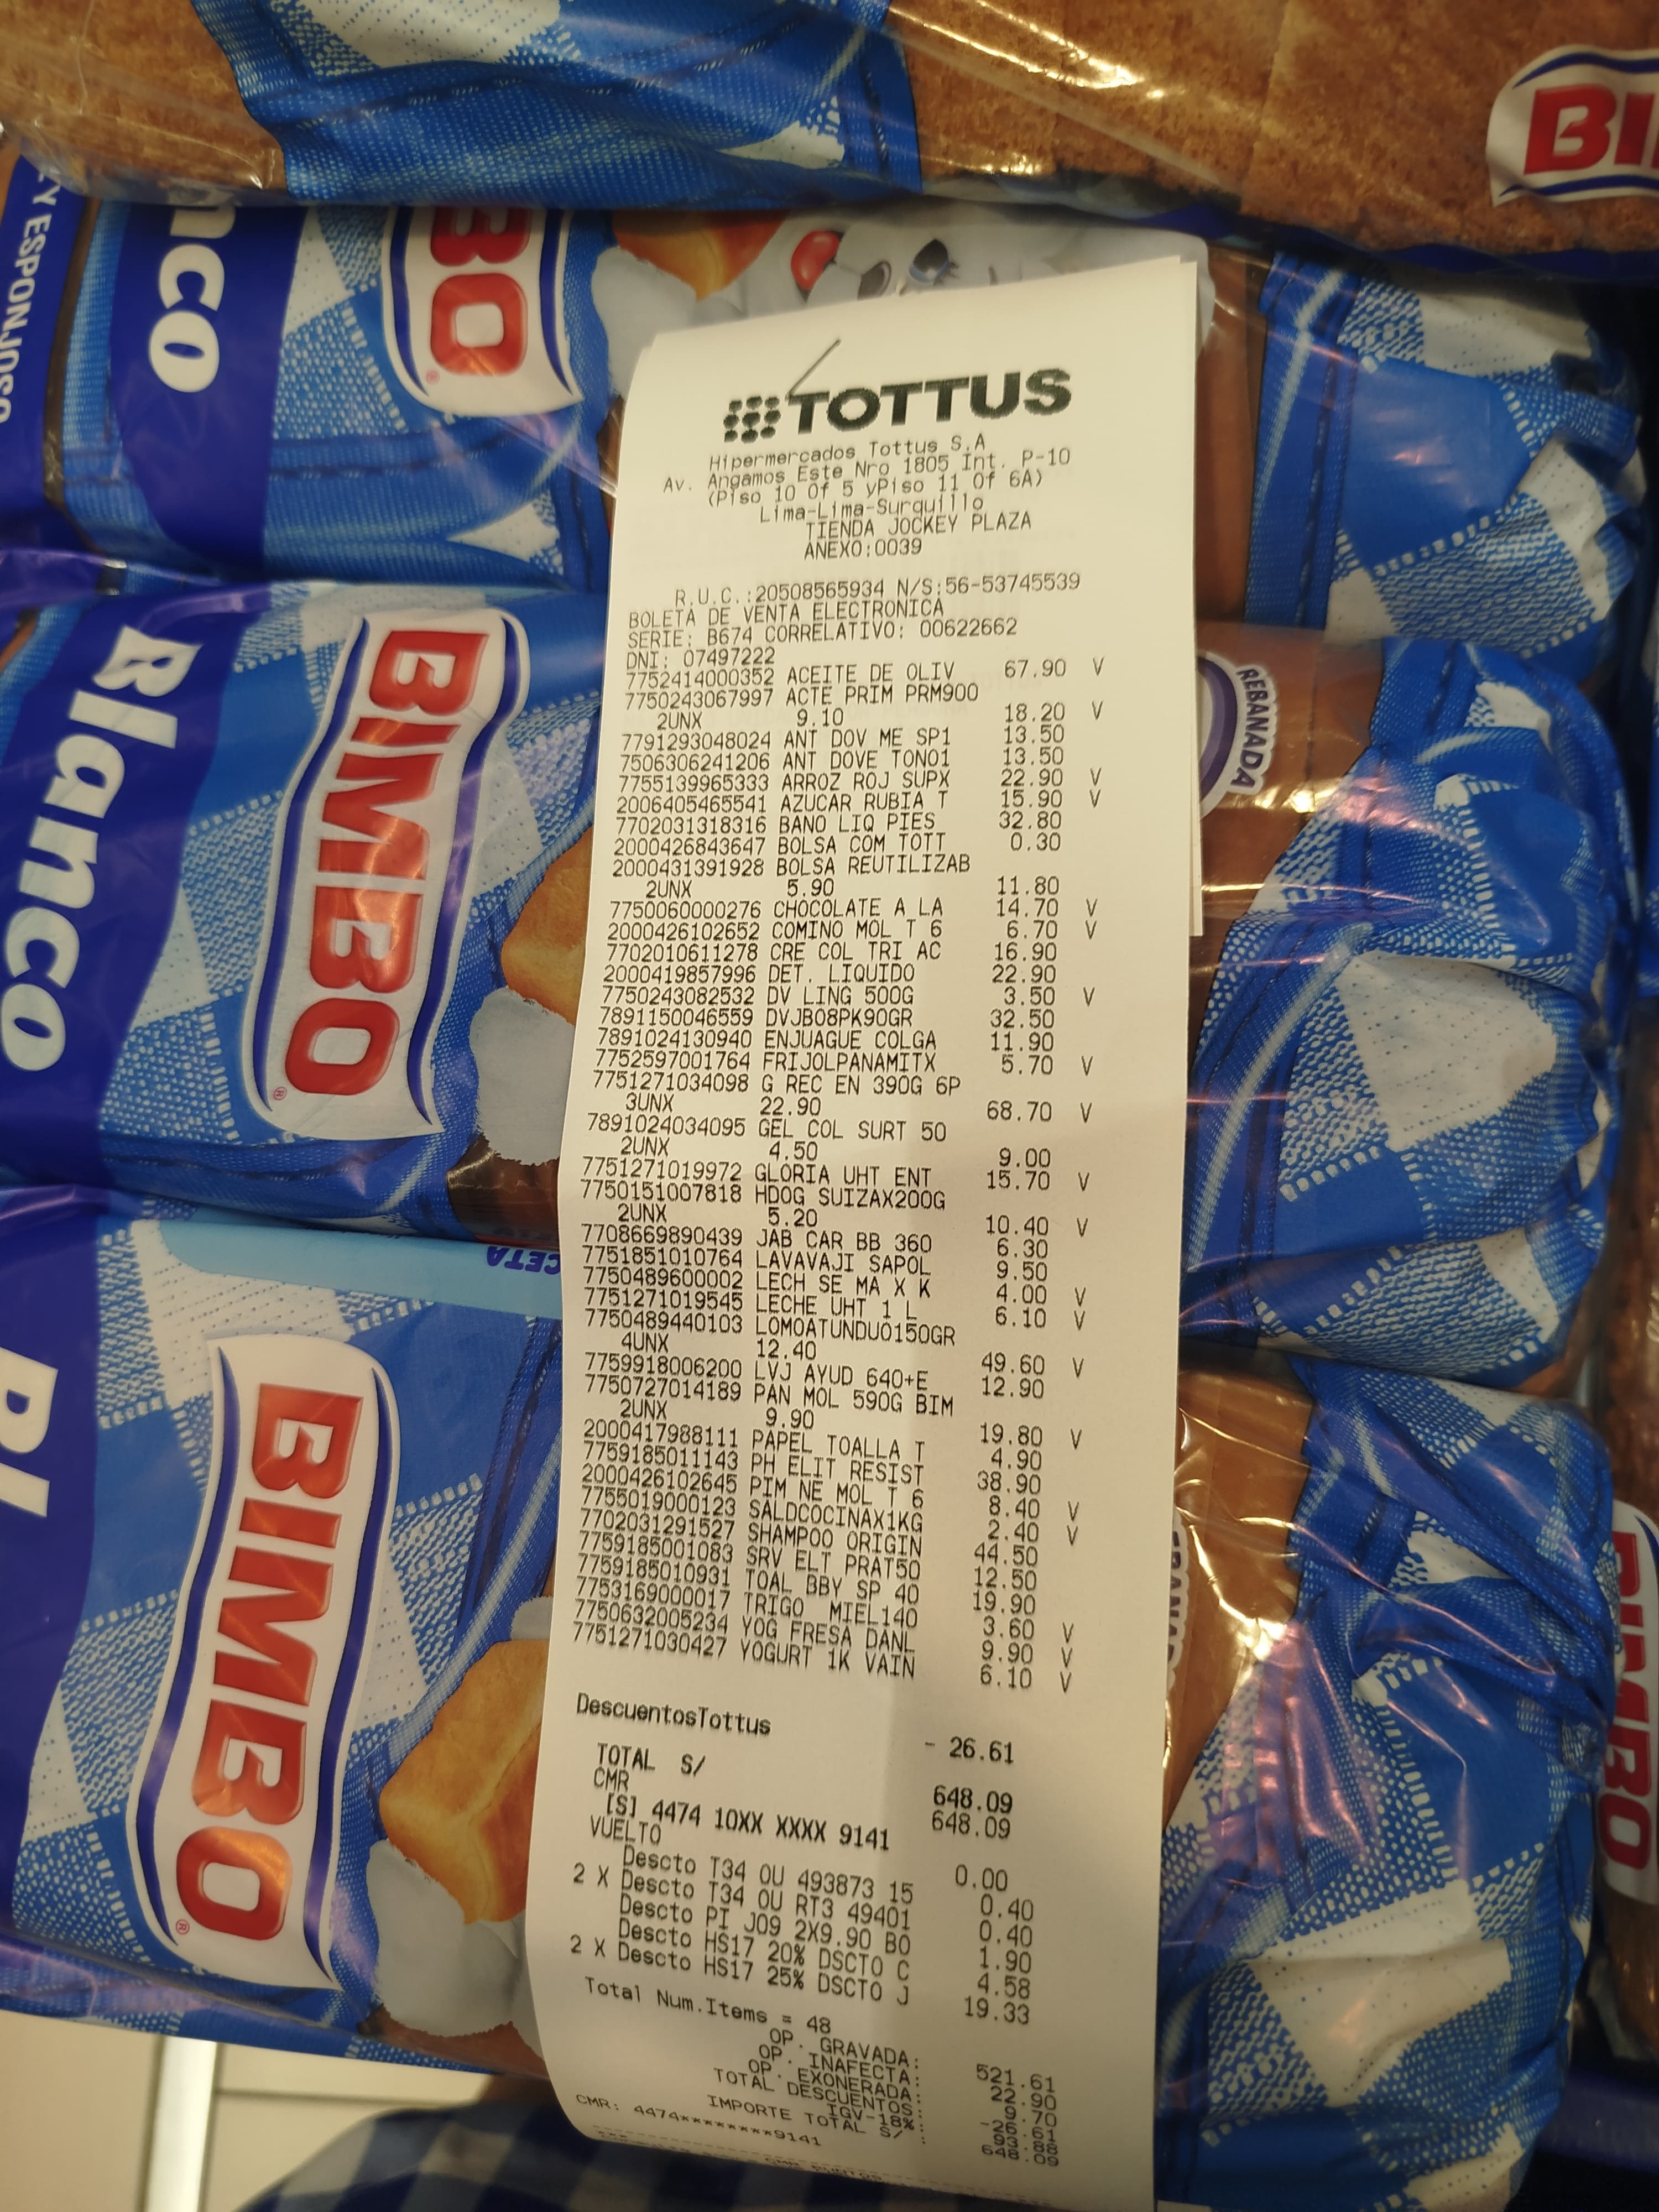 BI
Y ESPONJOSO
nco
BO
Blanco
BIMBO
REBANADA
CETA
Bl
BIMBO
BIMBO
TOTTUS
Hipermercados Tottus S.A
Av. Angamos Este Nro 1805 Int. P-10
(Piso 10 Of 5 yPiso 11 Of 6A)
Lima-Lima-Surquillo
TIENDA JOCKEY PLAZA
ANEXO:0039
R.U.C.:20508565934 N/S:56-53745539
BOLETA DE VENTA ELECTRONICA
SERIE: B674 CORRELATIVO: 00622662
DNI: 07497222
7752414000352 ACEITE DE OLIV 67.90 V
7750243067997 ACTE PRIM PRM900
2UNX 9.10 18.20 V
7791293048024 ANT DOV ME SP1 13.50
7506306241206 ANT DOVE TONO1 13.50
7755139965333 ARROZ ROJ SUPX 22.90 V
2006405465541 AZUCAR RUBIA T 15.90 V
7702031318316 BANO LIQ PIES 32.80
2000426843647 BOLSA COM TOTT 0.30
2000431391928 BOLSA REUTILIZAB
2UNX 5.90 11.80
7750060000276 CHOCOLATE A LA 14.70 V
2000426102652 COMINO MOL T 6 6.70 V
7702010611278 CRE COL TRI AC 16.90
2000419857996 DET. LIQUIDO 22.90
7750243082532 DV LING 500G 3.50 V
7891150046559 DVJB08PK90GR 32.50
7891024130940 ENJUAGUE COLGA 11.90
7752597001764 FRIJOLPANAMITX 5.70 V
7751271034098 G REC EN 390G 6P
3UNX 22.90 68.70 V
7891024034095 GEL COL SURT 50
2UNX 4.50 9.00
7751271019972 GLORIA UHT ENT 15.70 V
7750151007818 HDOG SUIZAX200G
2UNX 5.20 10.40 V
7708669890439 JAB CAR BB 360 6.30
7751851010764 LAVAVAJI SAPOL 9.50
7750489600002 LECH SE MA X K 4.00 V
7751271019545 LECHE UHT 1 L 6.10 V
7750489440103 LOMOATUNDUO150GR
4UNX 12.40 49.60 V
7759918006200 LVJ AYUD 640+E 12.90
7750727014189 PAN MOL 590G BIM
2UNX 9.90 19.80 V
2000417988111 PAPEL TOALLA T 4.90
7759185011143 PH ELIT RESIST 38.90
2000426102645 PIM NE MOL T 6 8.40 V
7755019000123 SALDCOCINAX1KG 2.40 V
7702031291527 SHAMPOO ORIGIN 44.50
7759185001083 SRV ELT PRAT50 12.50
7759185010931 TOAL BBY SP 40 19.90
7753169000017 TRIGO MIEL140 3.60 V
7750632005234 YOG FRESA DANL 9.90 V
7751271030427 YOGURT 1K VAIN 6.10 V
DescuentosTottus - 26.61
TOTAL S/ 648.09
CMR 648.09
[S] 4474 10XX XXXX 9141
VUELTO 0.00
Descto T34 OU 493873 15 0.40
2 X Descto T34 OU RT3 49401 0.40
Descto PI J09 2X9.90 BO 1.90
Descto HS17 20% DSCTO C 4.58
2 X Descto HS17 25% DSCTO J 19.33
Total Num.Items = 48
OP. GRAVADA: 521.61
OP. INAFECTA: 22.90
OP. EXONERADA: 9.70
TOTAL DESCUENTOS: -26.61
IGV-18%: 93.88
IMPORTE TOTAL S/ : 648.09
CMR: 4474********9141
BIMBO